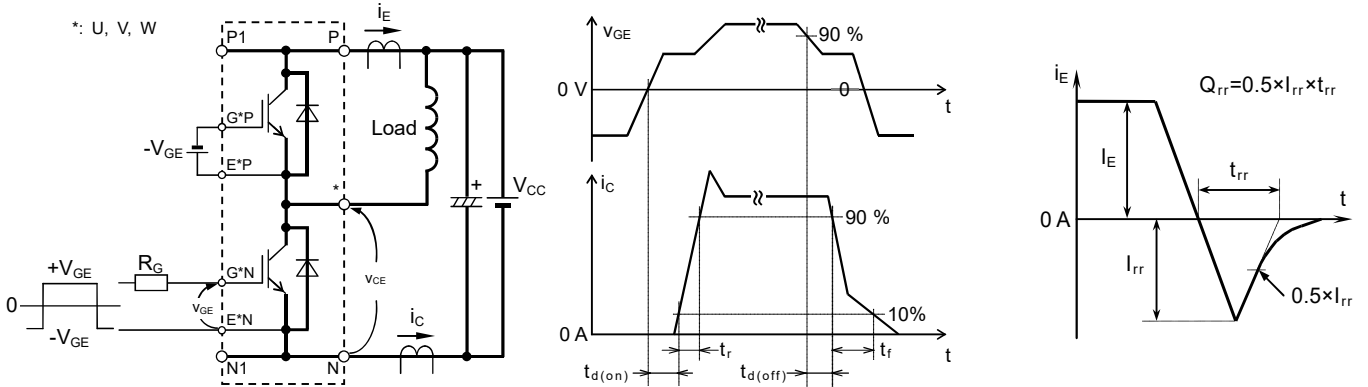 *: U, V, W
P1
P
i_E
G*P
-V_GE
E*P
Load
*
+
V_CC
+V_GE
0
-V_GE
R_G
G*N
v_GE
E*N
v_CE
i_C
N1
N
v_GE
90 %
0 V
0
t
i_C
90 %
10%
0 A
t_r
t_f
t
t_d(on)
t_d(off)
i_E
Q_rr=0.5×I_rr×t_rr
I_E
t_rr
t
0 A
I_rr
0.5×I_rr